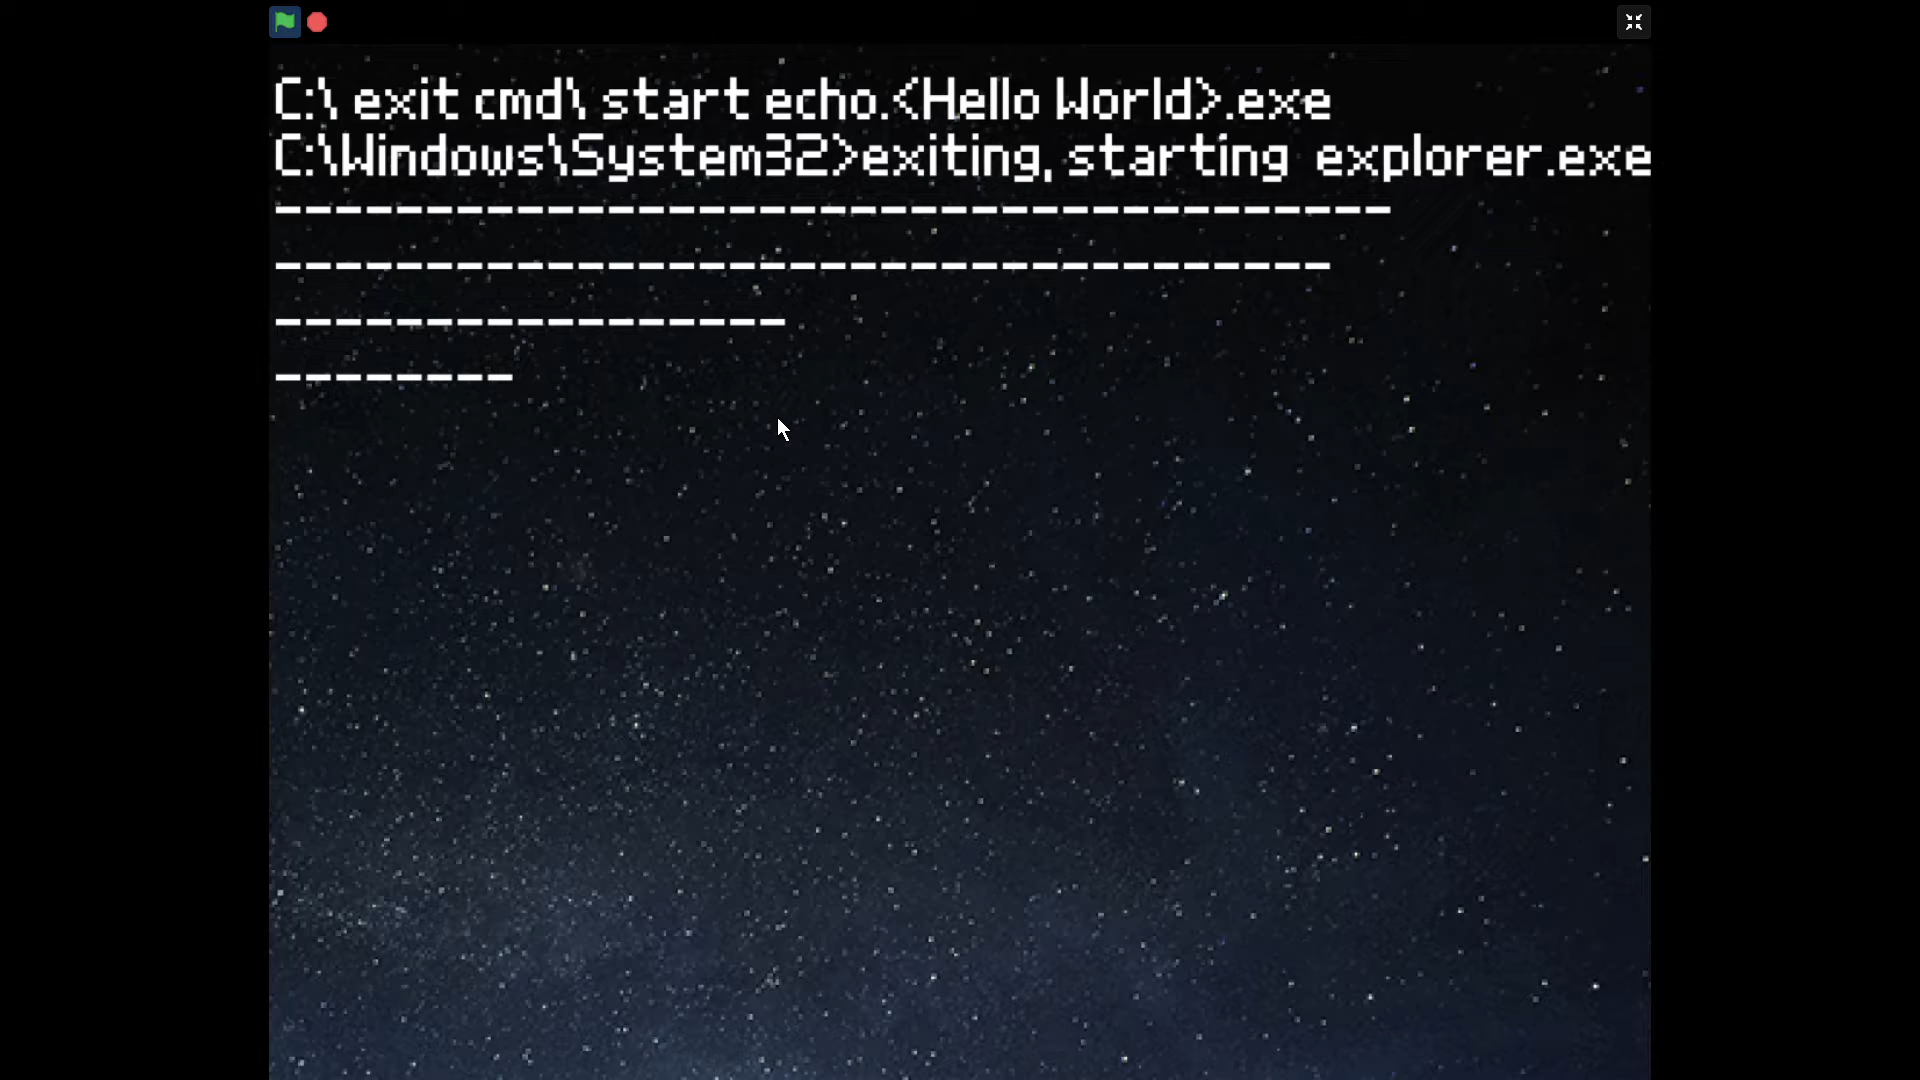 C:\ exit cmd\ start echo.<Hello World>.exe
C:\Windows\System32>exiting, starting  explorer.exe
-------------------------------------
-----------------------------------
-----------------
--------